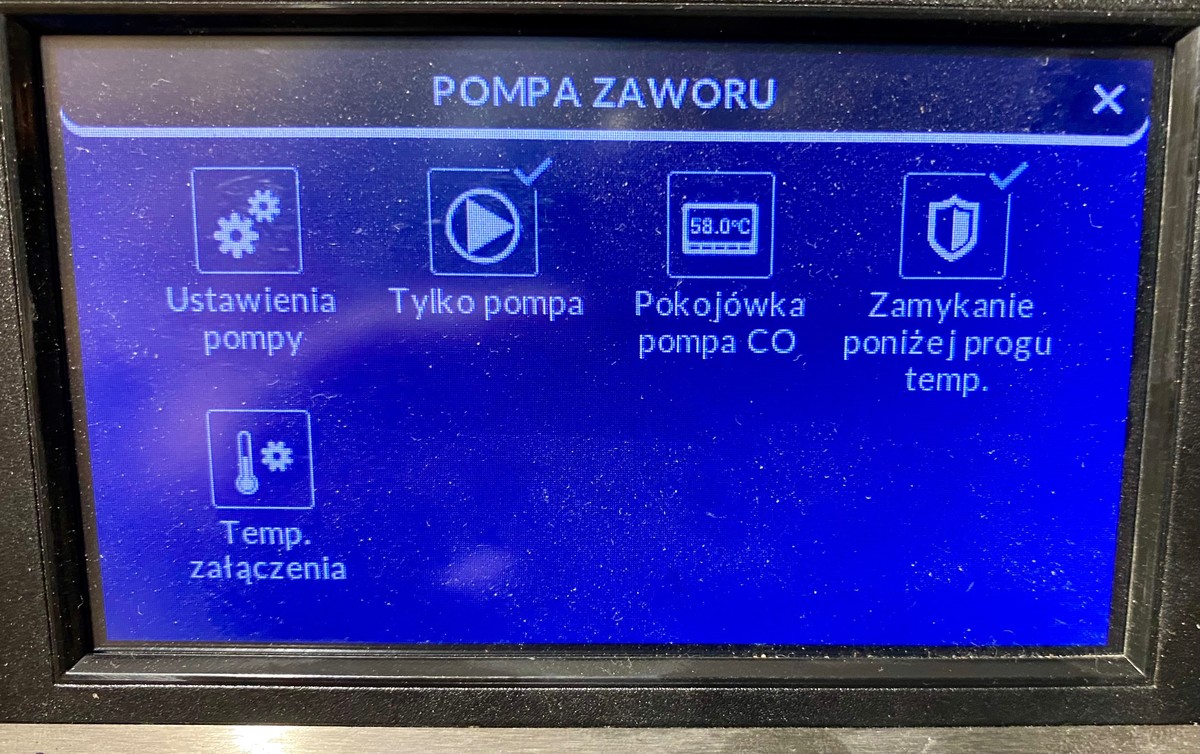 POMPA ZAWORU
Ustawienia
pompy
Tylko pompa
58.0°C
Pokojówka
pompa CO
Zamykanie
poniżej progu
temp.
Temp.
załączenia